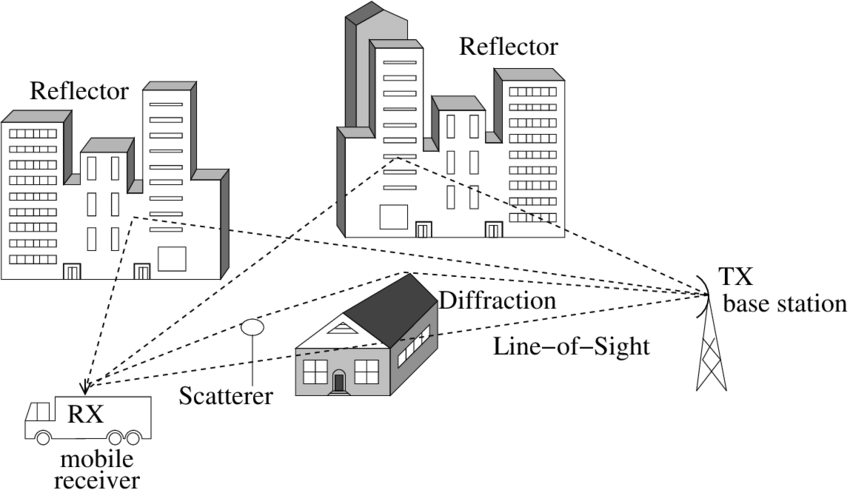 Reflector
Reflector
TX
base station
Diffraction
Line−of−Sight
Scatterer
RX
mobile
receiver